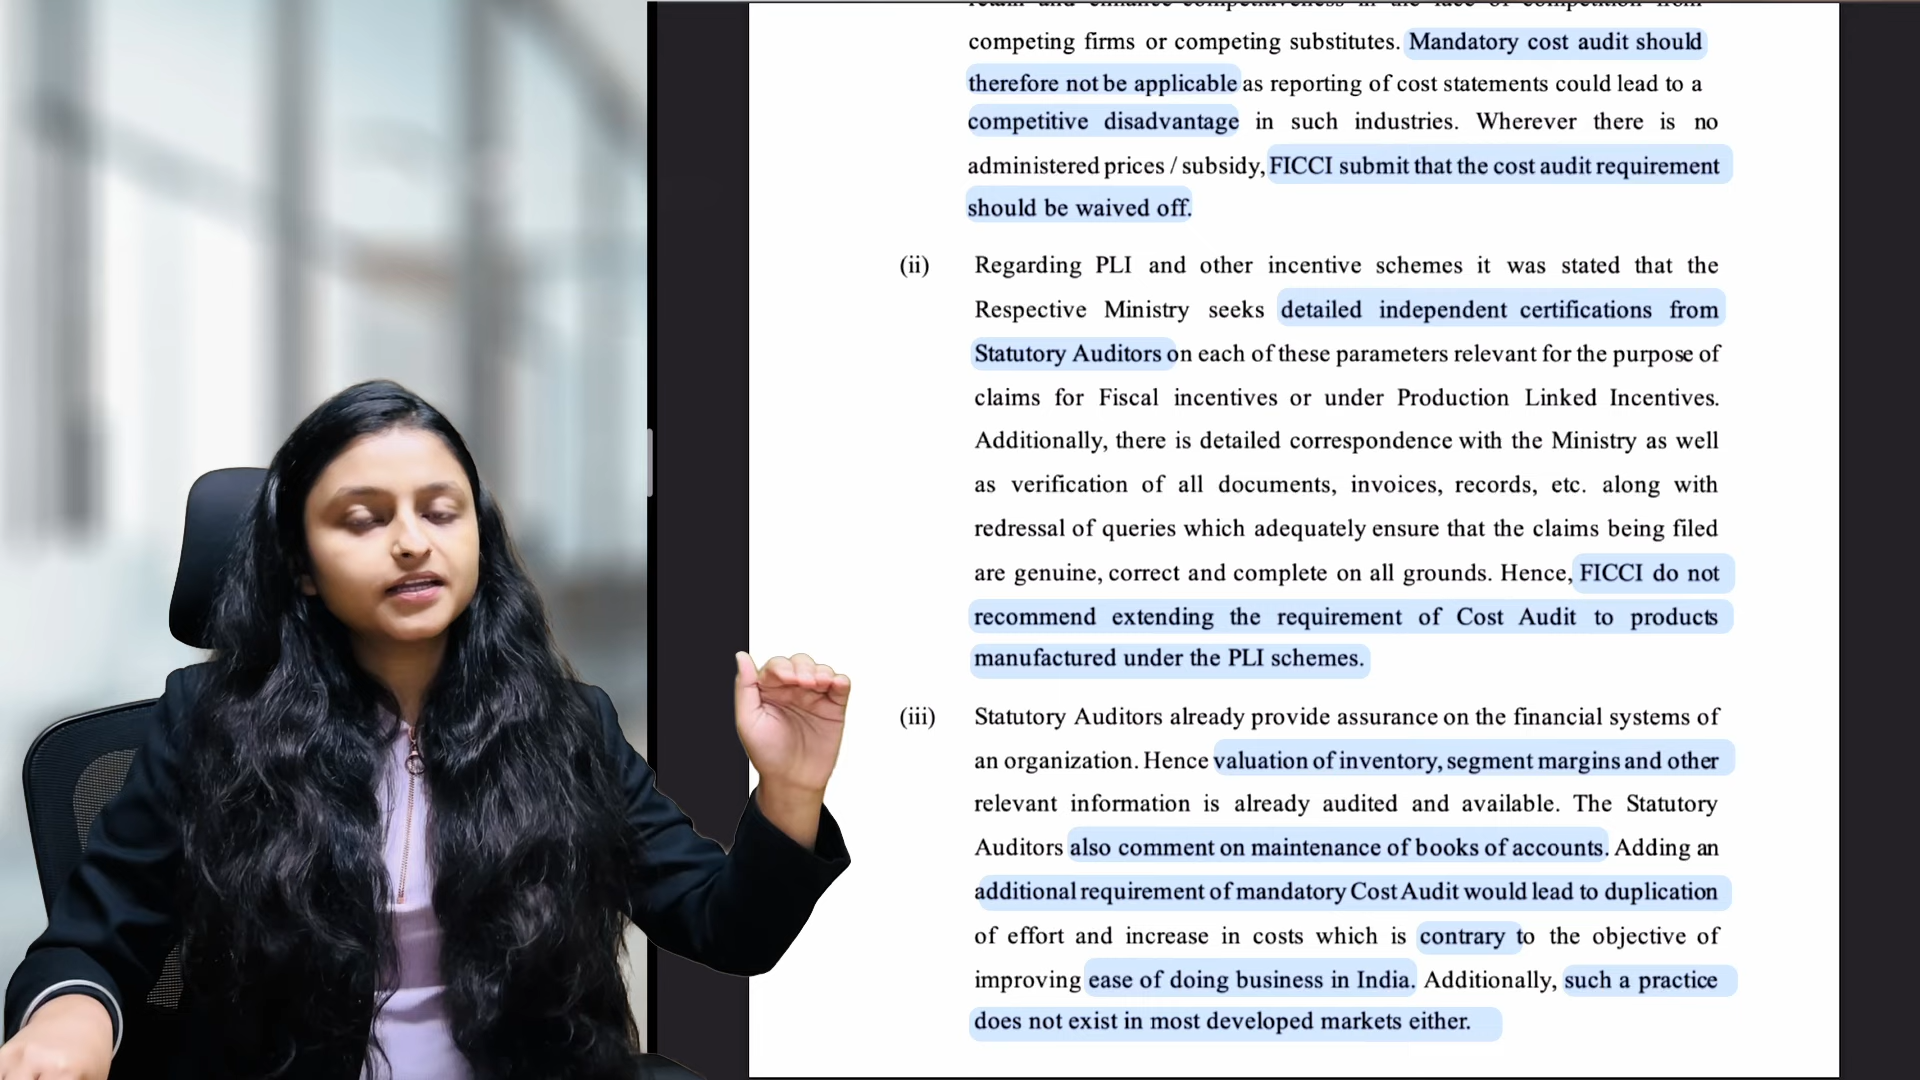 competing firms or competing substitutes. Mandatory cost audit should
therefore not be applicable as reporting of cost statements could lead to a
competitive disadvantage in such industries. Wherever there is no
administered prices / subsidy, FICCI submit that the cost audit requirement
should be waived off.
(ii) Regarding PLI and other incentive schemes it was stated that the
Respective Ministry seeks detailed independent certifications from
Statutory Auditors on each of these parameters relevant for the purpose of
claims for Fiscal incentives or under Production Linked Incentives.
Additionally, there is detailed correspondence with the Ministry as well
as verification of all documents, invoices, records, etc. along with
redressal of queries which adequately ensure that the claims being filed
are genuine, correct and complete on all grounds. Hence, FICCI do not
recommend extending the requirement of Cost Audit to products
manufactured under the PLI schemes.
(iii) Statutory Auditors already provide assurance on the financial systems of
an organization. Hence valuation of inventory, segment margins and other
relevant information is already audited and available. The Statutory
Auditors also comment on maintenance of books of accounts. Adding an
additional requirement of mandatory Cost Audit would lead to duplication
of effort and increase in costs which is contrary to the objective of
improving ease of doing business in India. Additionally, such a practice
does not exist in most developed markets either.